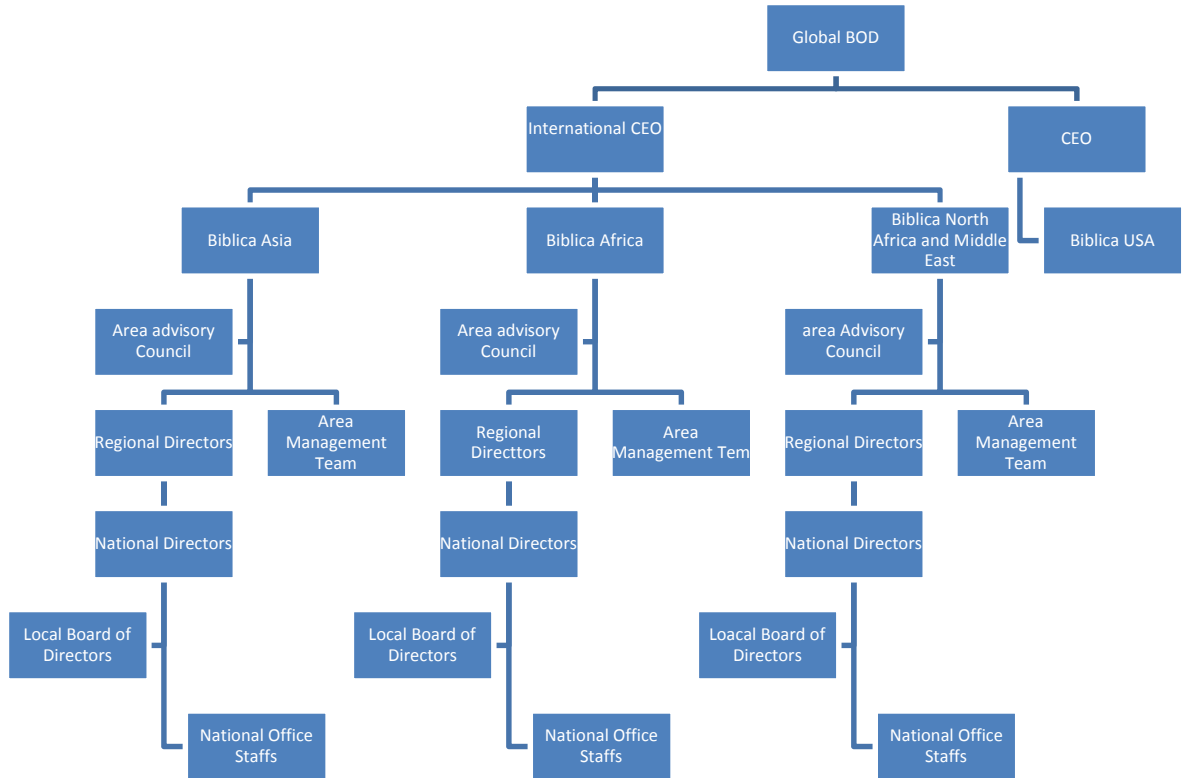 Global BOD
International CEO
CEO
Biblica Asia
Biblica Africa
Biblica North
Africa and Middle
East
Biblica USA
Area advisory
Council
Area advisory
Council
area Advisory
Council
Regional Directors
Area
Management
Team
Regional
Directtors
Area
Management Tem
Regional Directors
Area
Management
Team
National Directors
National Directors
National Directors
Local Board of
Directors
Local Board of
Directors
Loacal Board of
Directors
National Office
Staffs
National Office
Staffs
National Office
Staffs